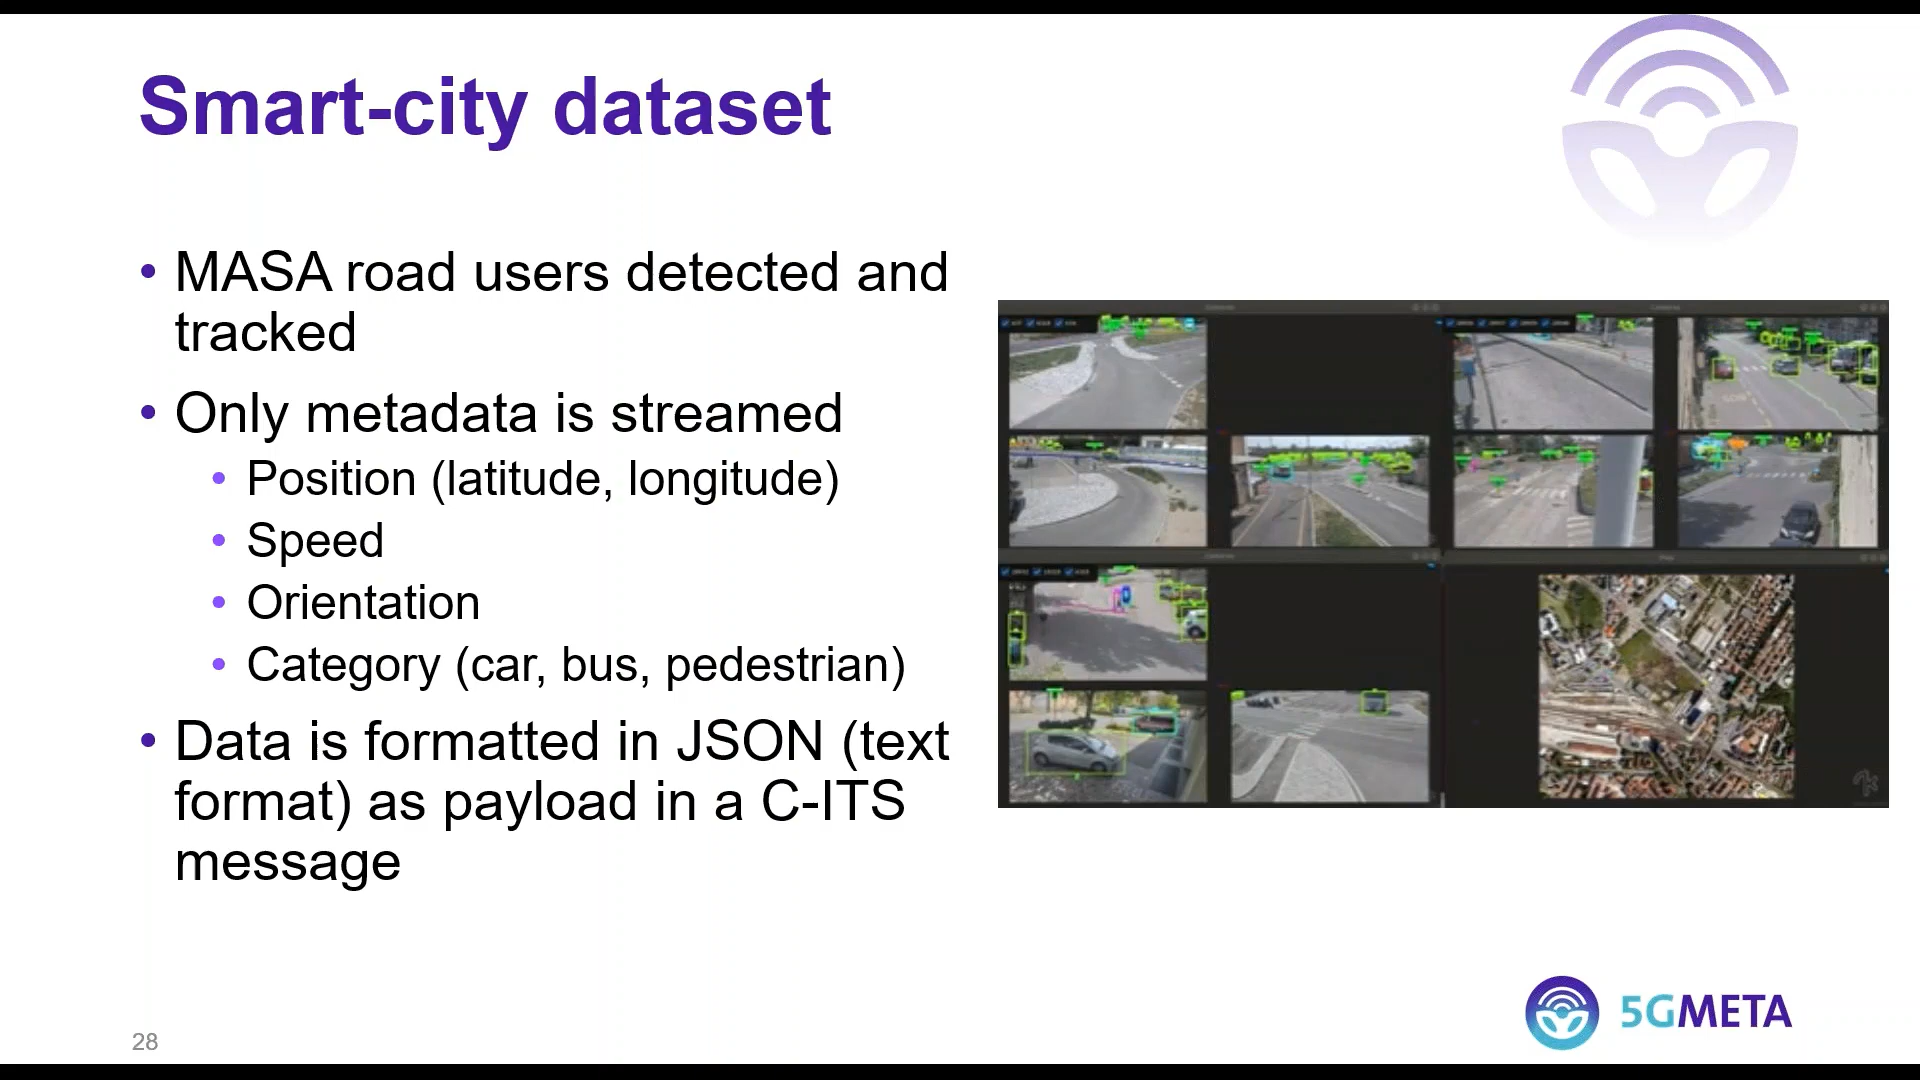 Smart-city dataset
• MASA road users detected and
tracked
• Only metadata is streamed
• Position (latitude, longitude)
• Speed
• Orientation
• Category (car, bus, pedestrian)
• Data is formatted in JSON (text
format) as payload in a C-ITS
message
28
5GMETA